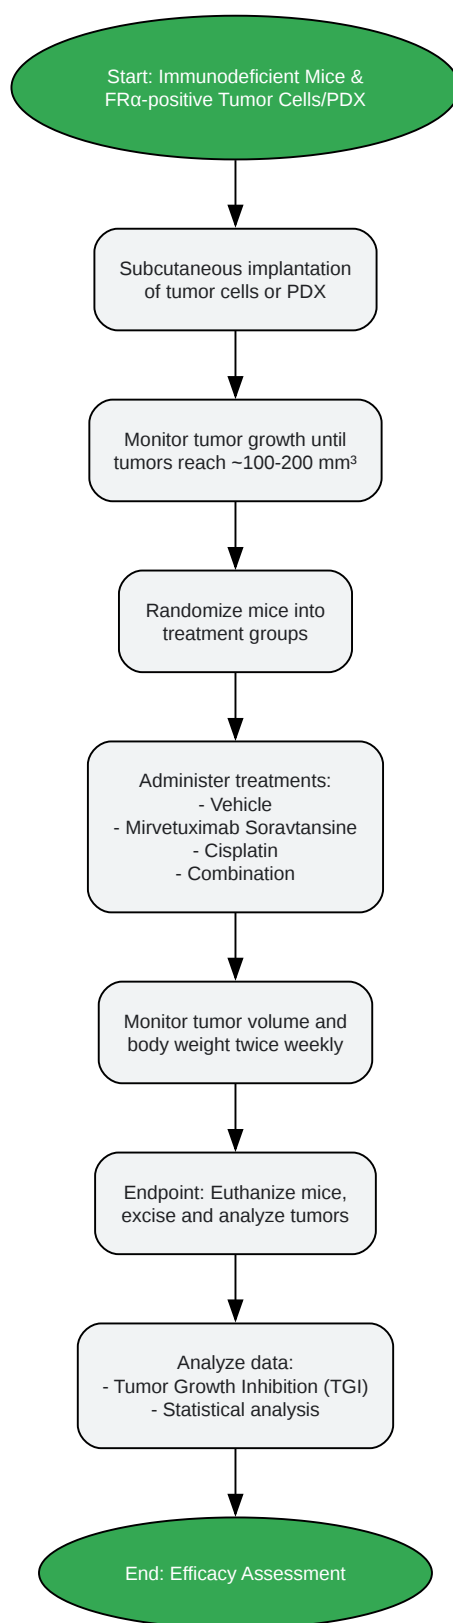 Start: Immunodeficient Mice &
FRα-positive Tumor Cells/PDX
Subcutaneous implantation
of tumor cells or PDX
Monitor tumor growth until
tumors reach ~100-200 mm³
Randomize mice into
treatment groups
Administer treatments:
- Vehicle
- Mirvetuximab Soravtansine
- Cisplatin
- Combination
Monitor tumor volume and
body weight twice weekly
Endpoint: Euthanize mice,
excise and analyze tumors
Analyze data:
- Tumor Growth Inhibition (TGI)
- Statistical analysis
End: Efficacy Assessment